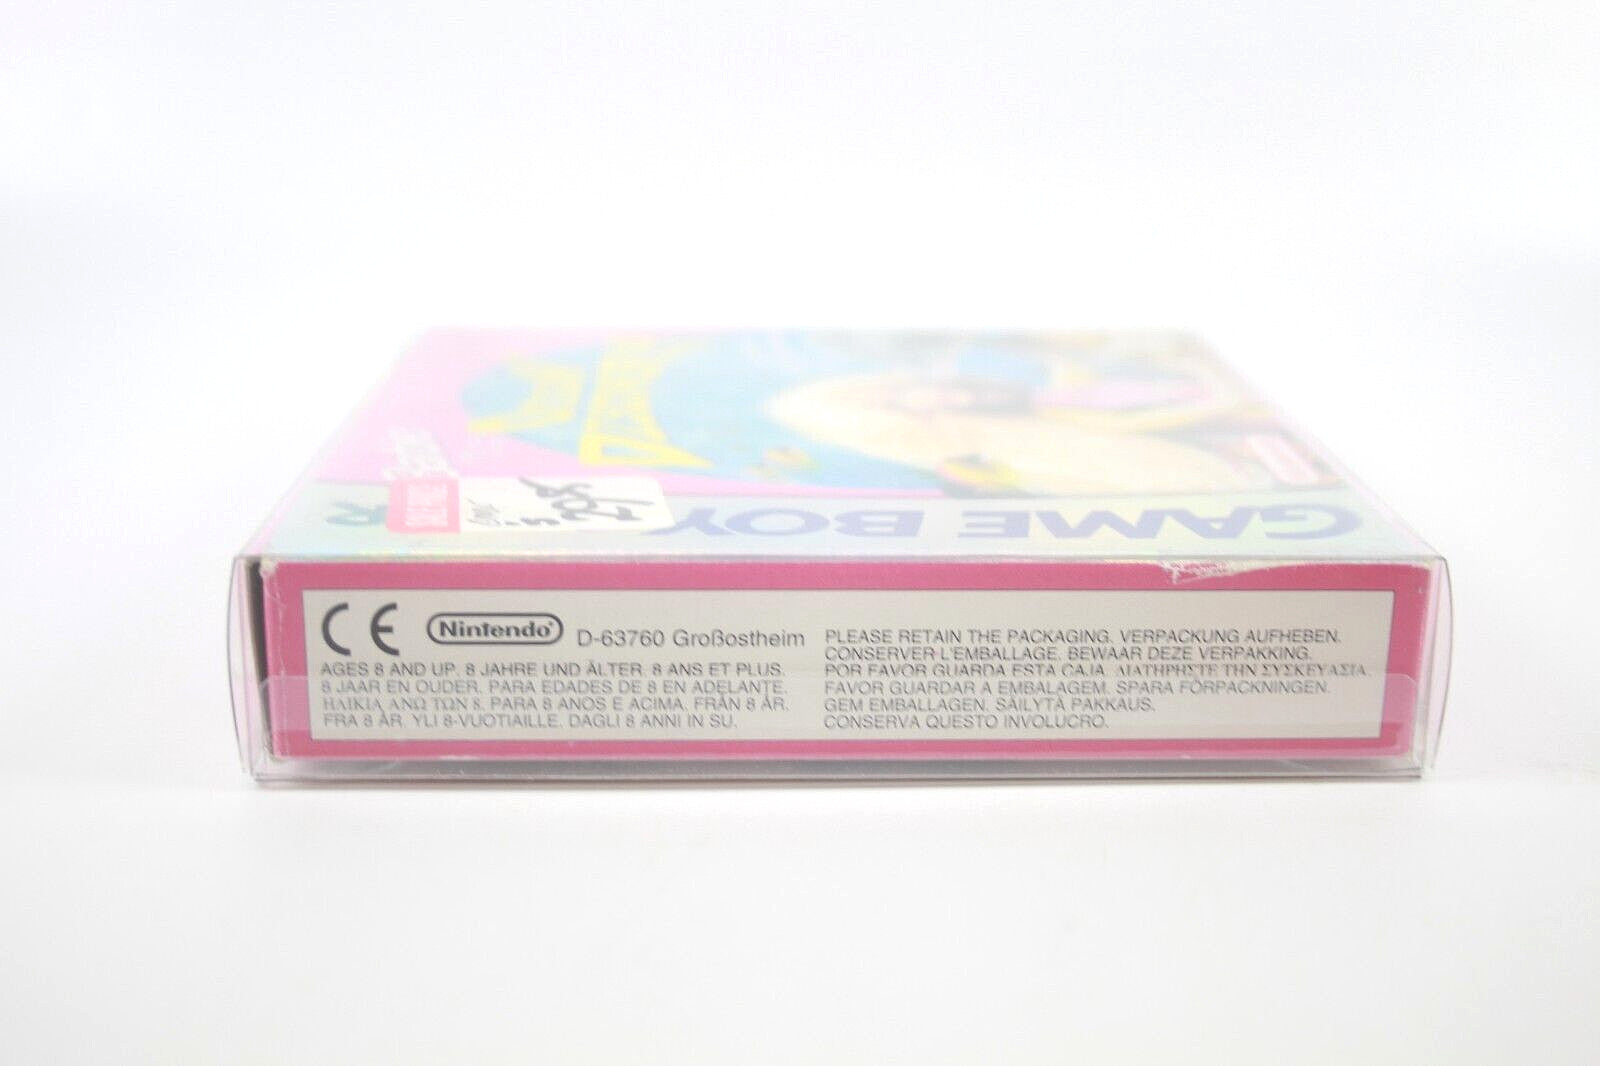 GAME BOY
CE Nintendo D-63760 Großostheim
AGES 8 AND UP. 8 JAHRE UND ÄLTER. 8 ANS ET PLUS.
8 JAAR EN OUDER. PARA EDADES DE 8 EN ADELANTE.
ΗΛΙΚΙΑ ΑΝΩ ΤΩΝ 8. PARA 8 ANOS E ACIMA. FRÅN 8 ÅR.
FRA 8 ÅR. YLI 8-VUOTIAILLE. DAGLI 8 ANNI IN SU.
PLEASE RETAIN THE PACKAGING. VERPACKUNG AUFHEBEN.
CONSERVER L'EMBALLAGE. BEWAAR DEZE VERPAKKING.
POR FAVOR GUARDA ESTA CAJA. ΔΙΑΤΗΡΗΣΤΕ ΤΗΝ ΣΥΣΚΕΥΑΣΙΑ.
FAVOR GUARDAR A EMBALAGEM. SPARA FÖRPACKNINGEN.
GEM EMBALLAGEN. SÄILYTÄ PAKKAUS.
CONSERVA QUESTO INVOLUCRO.